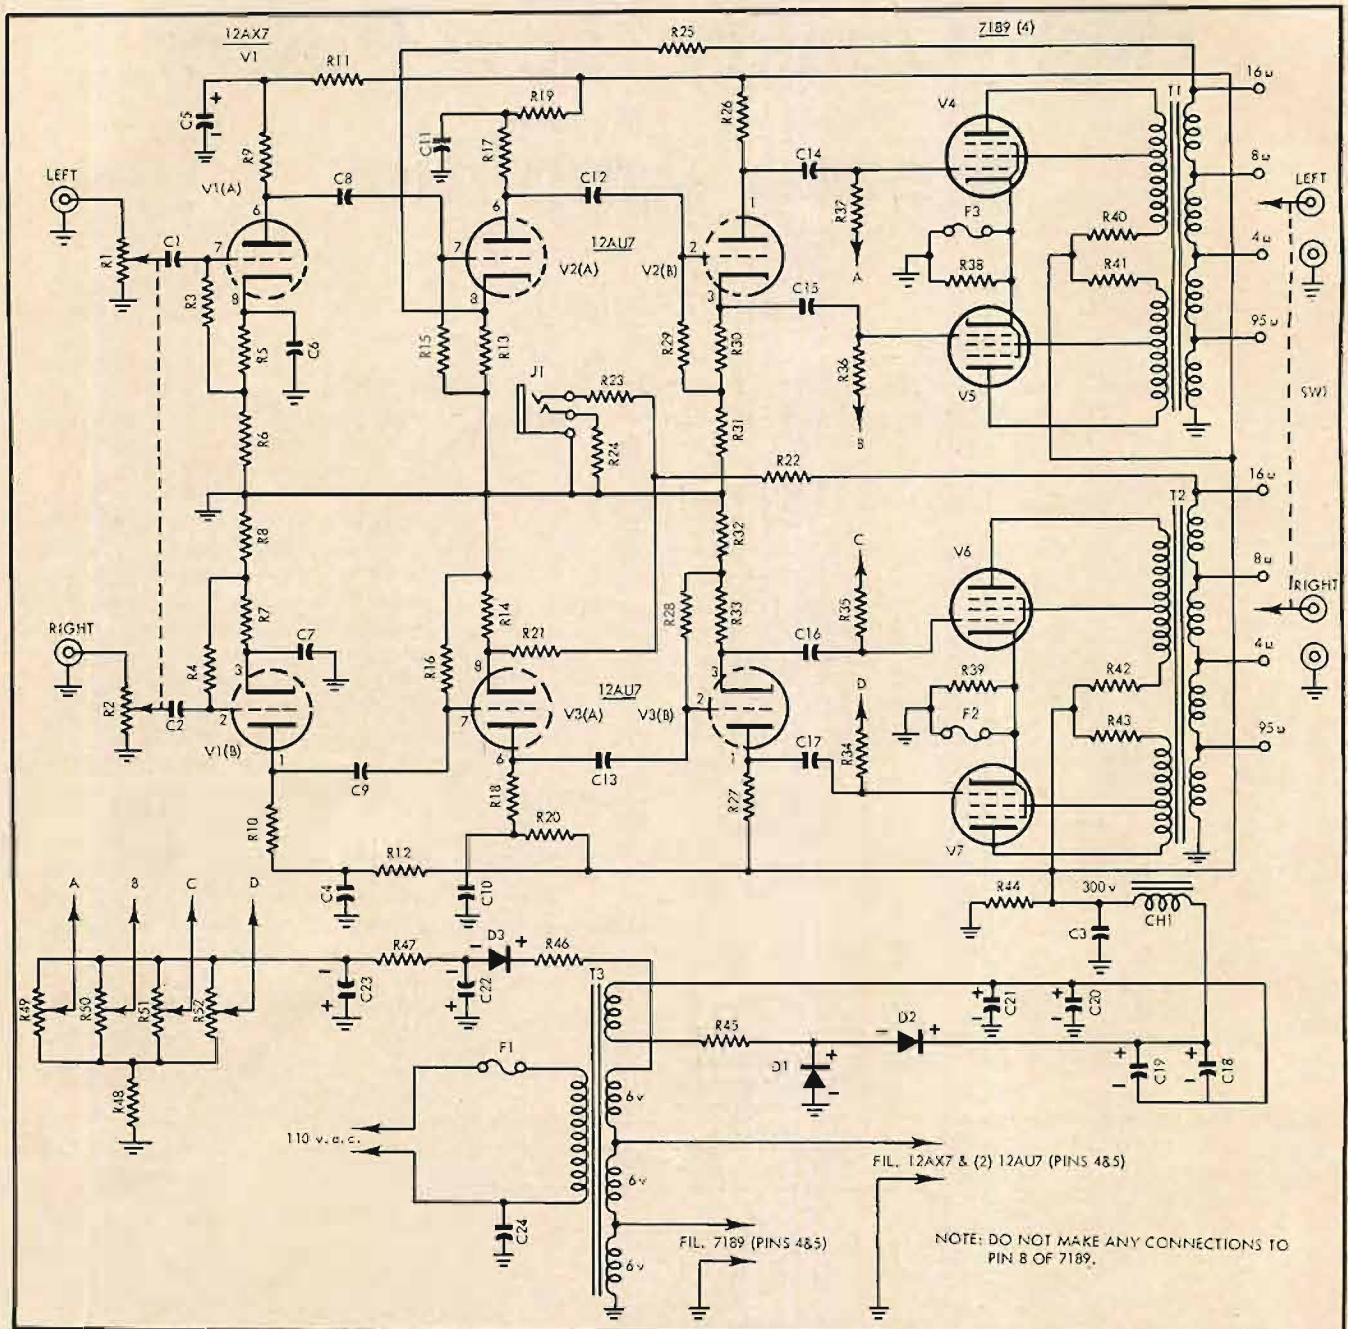 12AX7
V1
R11
R25
7189 (4)
16 ω
T1
C5
+
-
R19
R26
V4
C11
R17
R9
C14
8 ω
LEFT
C8
C12
LEFT
V1(A)
R37
6
6
1
F3
R40
C1
7
7
12AU7
2
R1
V2(A)
V2(B)
A
R38
4 ω
R41
R3
8
8
3
C15
R5
C6
R15
R13
R29
R30
95 ω
J1
R36
V5
SW1
R23
R6
R24
R31
B
R22
16 ω
T2
R8
R32
C
V6
8 ω
R7
R14
R28
R33
R35
RIGHT
RIGHT
C7
R21
C16
R4
R16
3
8
3
4 ω
R39
R42
R2
2
12AU7
2
D
C2
7
V3(A)
V3(B)
F2
R43
95 ω
V1(B)
1
6
1
C17
R34
C9
C13
R18
R27
R10
R20
V7
R12
A
B
C
D
C4
C10
R44
300 v
CH1
C3
R47
-
D3
+
R46
R49
R50
R51
R52
-
+
C23
-
+
C22
T3
-
+
C21
-
+
C20
R45
-
D2
+
F1
D1
+
-
+
-
C19
+
-
C18
R48
6v
110 v.a.c.
FIL. 12AX7 & (2) 12AU7 (PINS 4&5)
6v
C24
FIL. 7189 (PINS 4&5)
NOTE: DO NOT MAKE ANY CONNECTIONS TO
PIN 8 OF 7189.
6v